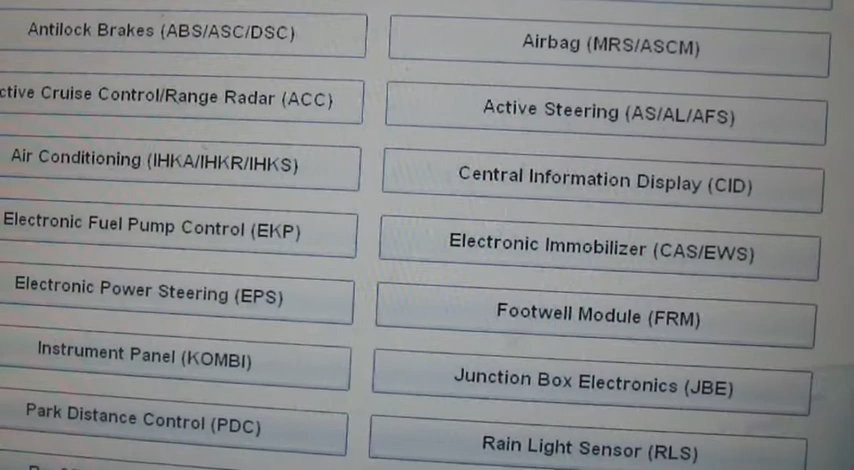 Antilock Brakes (ABS/ASC/DSC)
Airbag (MRS/ASCM)
ctive Cruise Control/Range Radar (ACC)
Active Steering (AS/AL/AFS)
Air Conditioning (IHKA/IHKR/IHKS)
Central Information Display (CID)
Electronic Fuel Pump Control (EKP)
Electronic Immobilizer (CAS/EWS)
Electronic Power Steering (EPS)
Footwell Module (FRM)
Instrument Panel (KOMBI)
Junction Box Electronics (JBE)
Park Distance Control (PDC)
Rain Light Sensor (RLS)